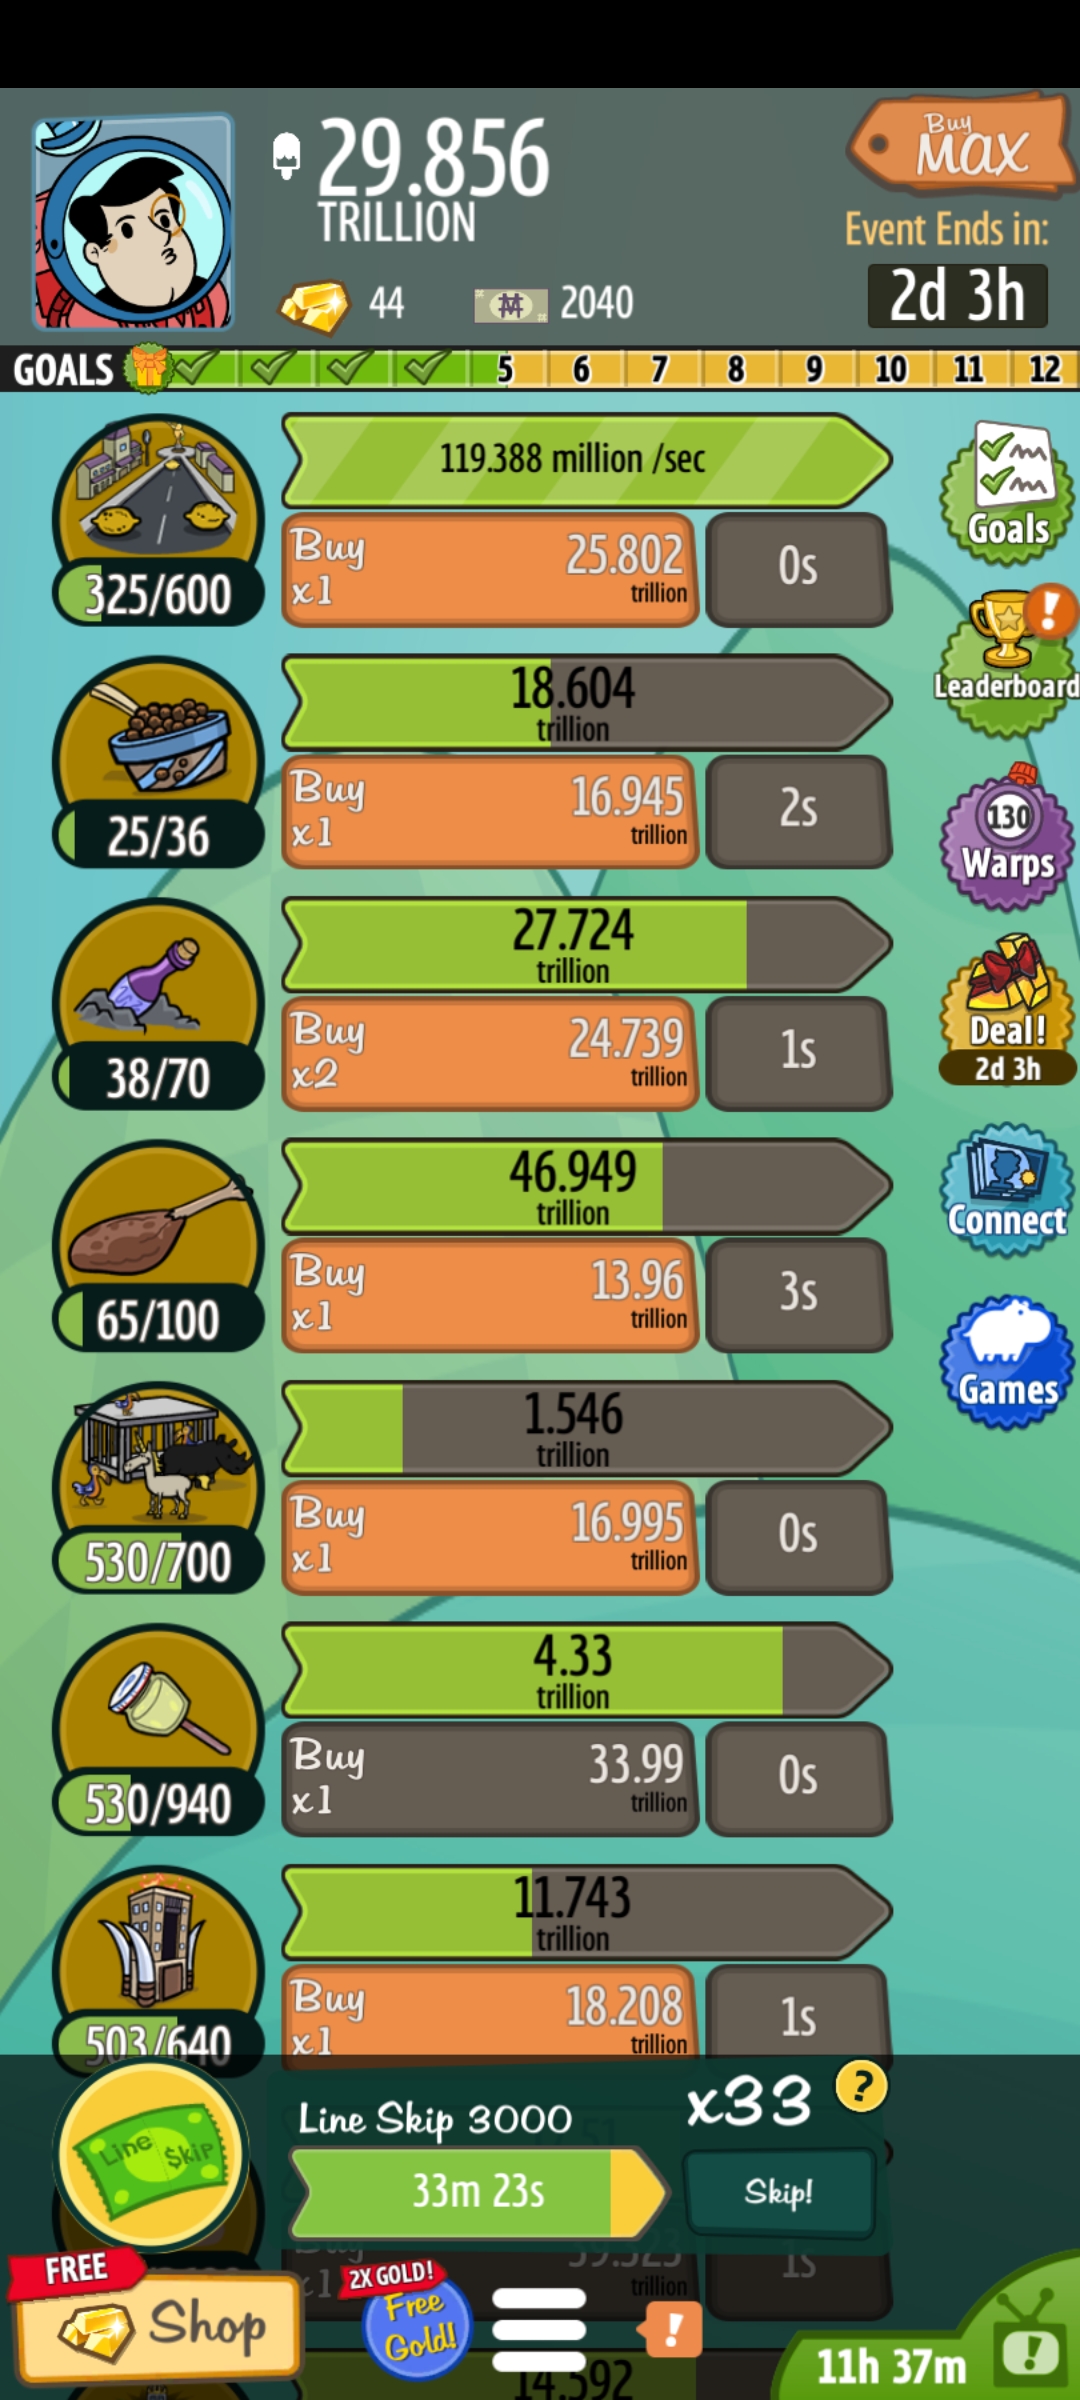 29.856
TRILLION
Buy
MAX
Event Ends in:
2d 3h
44
2040
GOALS
5 6 7 8 9 10 11 12
119.388 million /sec
Buy
x1
25.802
trillion
0s
325/600
Goals
18.604
trillion
Buy
x1
16.945
trillion
2s
25/36
Leaderboard
130
Warps
27.724
trillion
Buy
x2
24.739
trillion
1s
38/70
Deal!
2d 3h
46.949
trillion
Buy
x1
13.96
trillion
3s
65/100
Connect
Games
1.546
trillion
Buy
x1
16.995
trillion
0s
530/700
4.33
trillion
Buy
x1
33.99
trillion
0s
530/940
11.743
trillion
Buy
x1
18.208
trillion
1s
503/640
Line Skip
Line Skip 3000
x33
?
33m 23s
Skip!
Buy
x1
59.323
trillion
1s
FREE
Shop
2X GOLD!
Free
Gold!
!
11h 37m
14.592